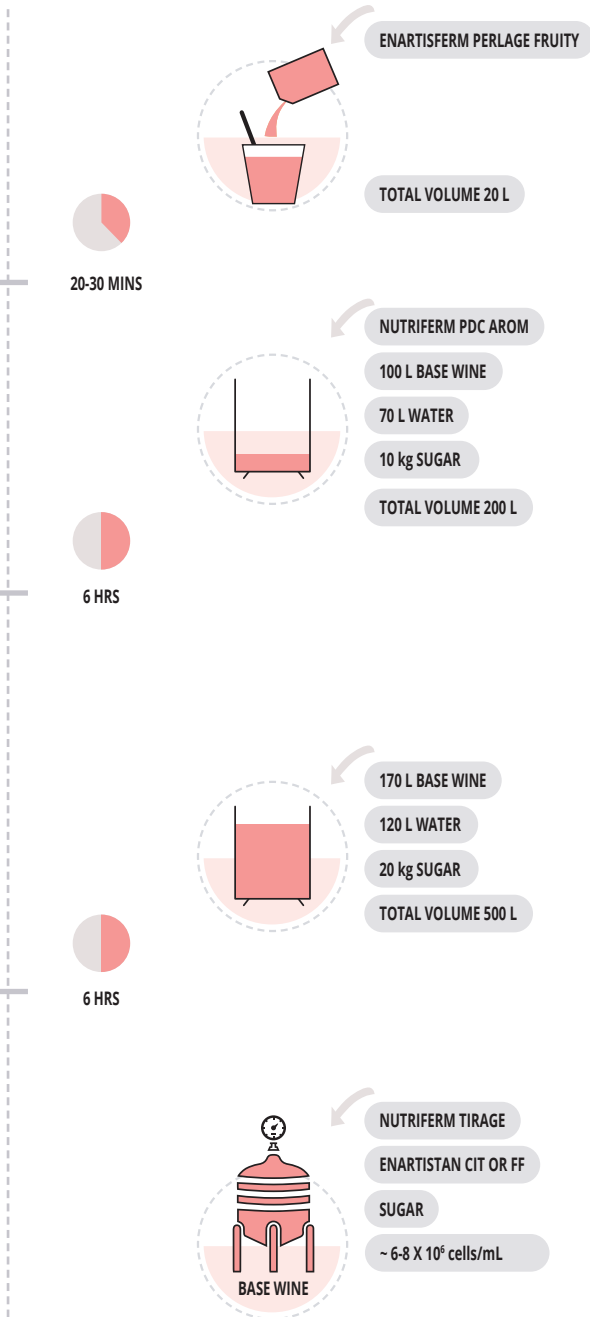 ENARTISFERM PERLAGE FRUITY
TOTAL VOLUME 20 L
20-30 MINS
NUTRIFERM PDC AROM
100 L BASE WINE
70 L WATER
10 kg SUGAR
TOTAL VOLUME 200 L
6 HRS
170 L BASE WINE
120 L WATER
20 kg SUGAR
TOTAL VOLUME 500 L
6 HRS
NUTRIFERM TIRAGE
ENARTISTAN CIT OR FF
SUGAR
~ 6-8 X 10⁶ cells/mL
BASE WINE